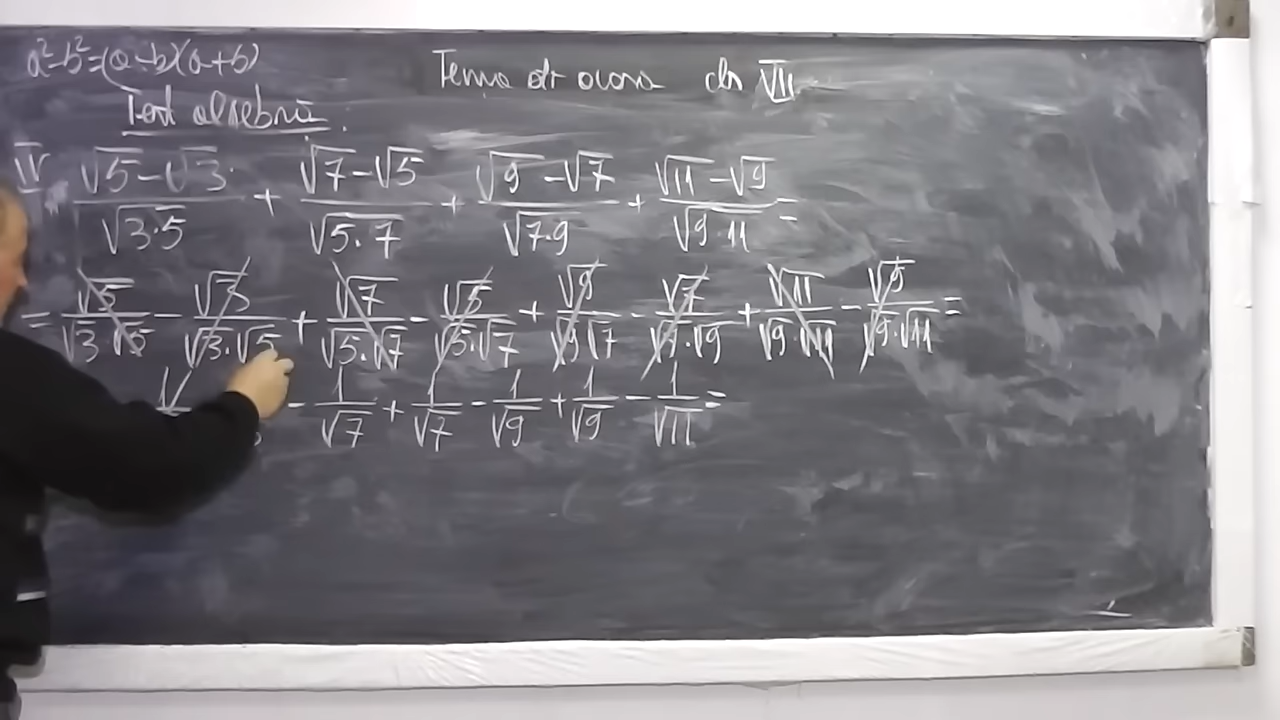 a²-b²=(a-b)(a+b)
Tema de acasa cls VII
Test algebra
IV (√5-√3)/√(3·5) + (√7-√5)/√(5·7) + (√9-√7)/√(7·9) + (√11-√9)/√(9·11) =
= √5/(√3·√5) - √3/(√3·√5) + √7/(√5·√7) - √5/(√5·√7) + √9/(√9√7) - √7/(√7·√9) + √11/(√9·√11) - √9/(√9·√11) =
- 1/√7 + 1/√7 - 1/√9 + 1/√9 - 1/√11 =